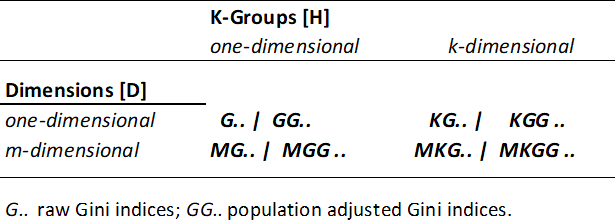 K-Groups [H]
one-dimensional k-dimensional
Dimensions [D]
one-dimensional G.. | GG.. KG.. | KGG ..
m-dimensional MG.. | MGG .. MKG.. | MKGG ..
G.. raw Gini indices; GG.. population adjusted Gini indices.